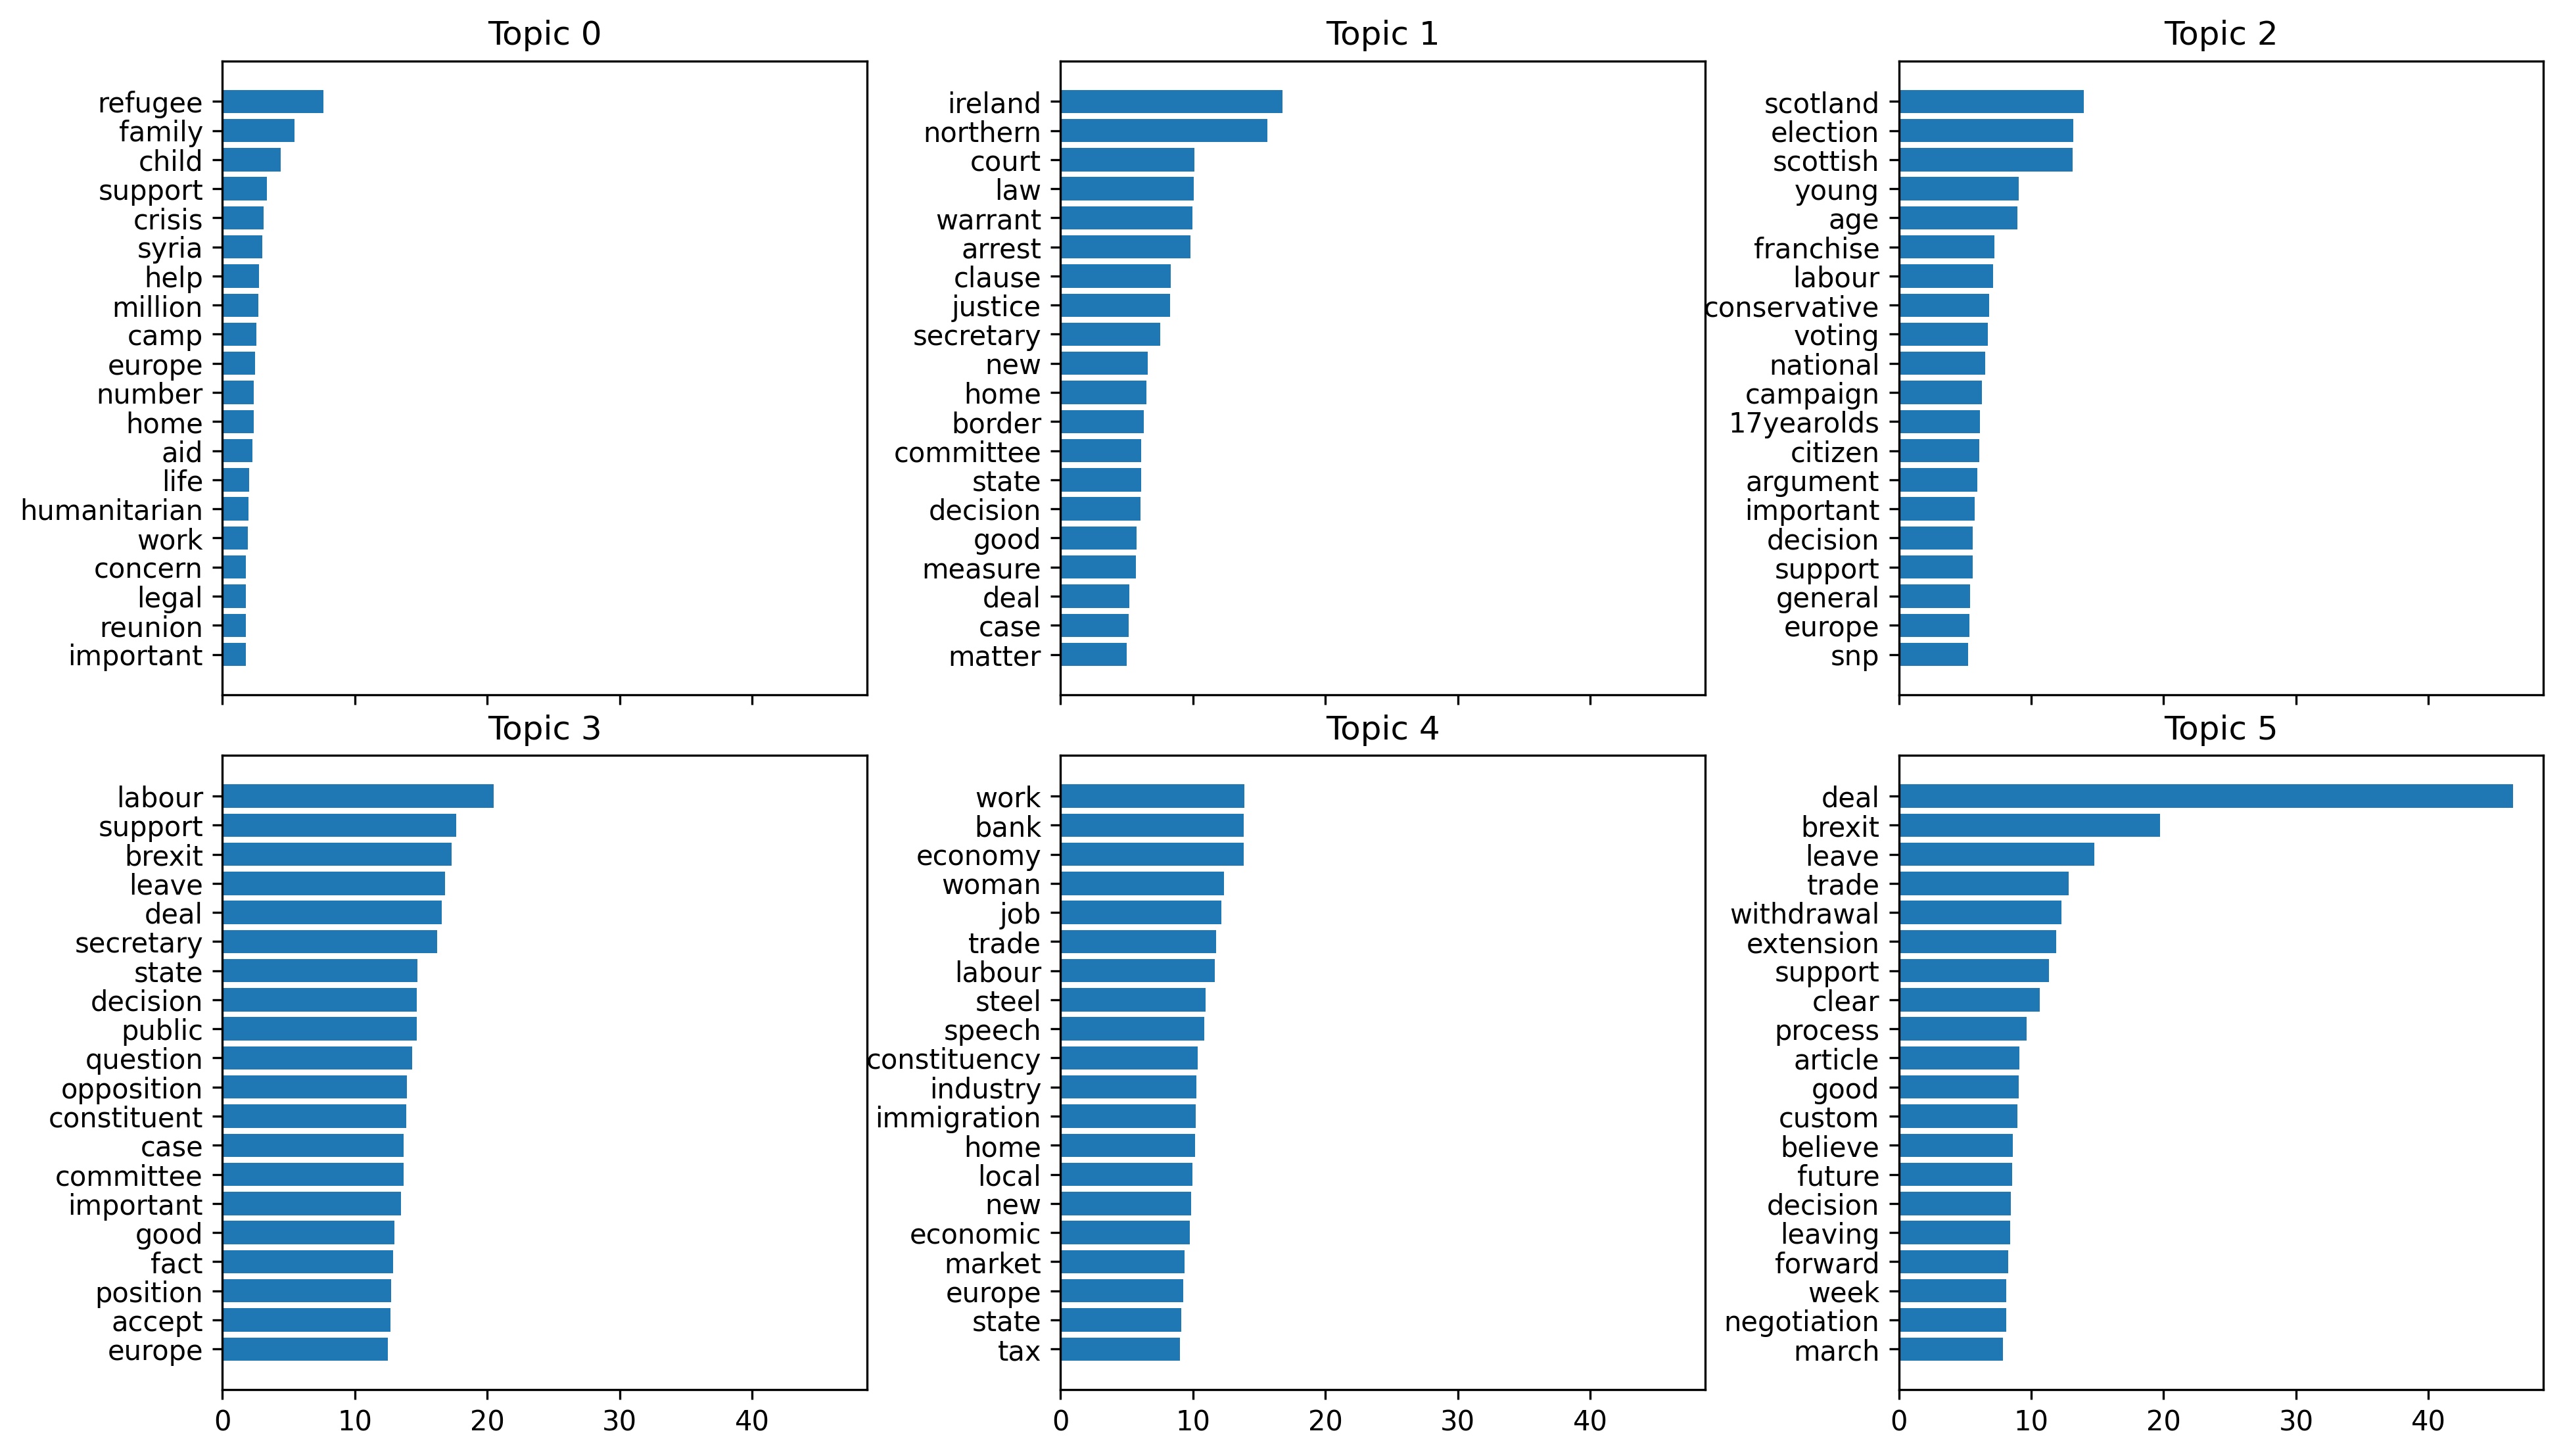 Topic 0
refugee
family
child
support
crisis
syria
help
million
camp
europe
number
home
aid
life
humanitarian
work
concern
legal
reunion
important
Topic 1
ireland
northern
court
law
warrant
arrest
clause
justice
secretary
new
home
border
committee
state
decision
good
measure
deal
case
matter
Topic 2
scotland
election
scottish
young
age
franchise
labour
conservative
voting
national
campaign
17yearolds
citizen
argument
important
decision
support
general
europe
snp
Topic 3
labour
support
brexit
leave
deal
secretary
state
decision
public
question
opposition
constituent
case
committee
important
good
fact
position
accept
europe
0 10 20 30 40
Topic 4
work
bank
economy
woman
job
trade
labour
steel
speech
constituency
industry
immigration
home
local
new
economic
market
europe
state
tax
0 10 20 30 40
Topic 5
deal
brexit
leave
trade
withdrawal
extension
support
clear
process
article
good
custom
believe
future
decision
leaving
forward
week
negotiation
march
0 10 20 30 40